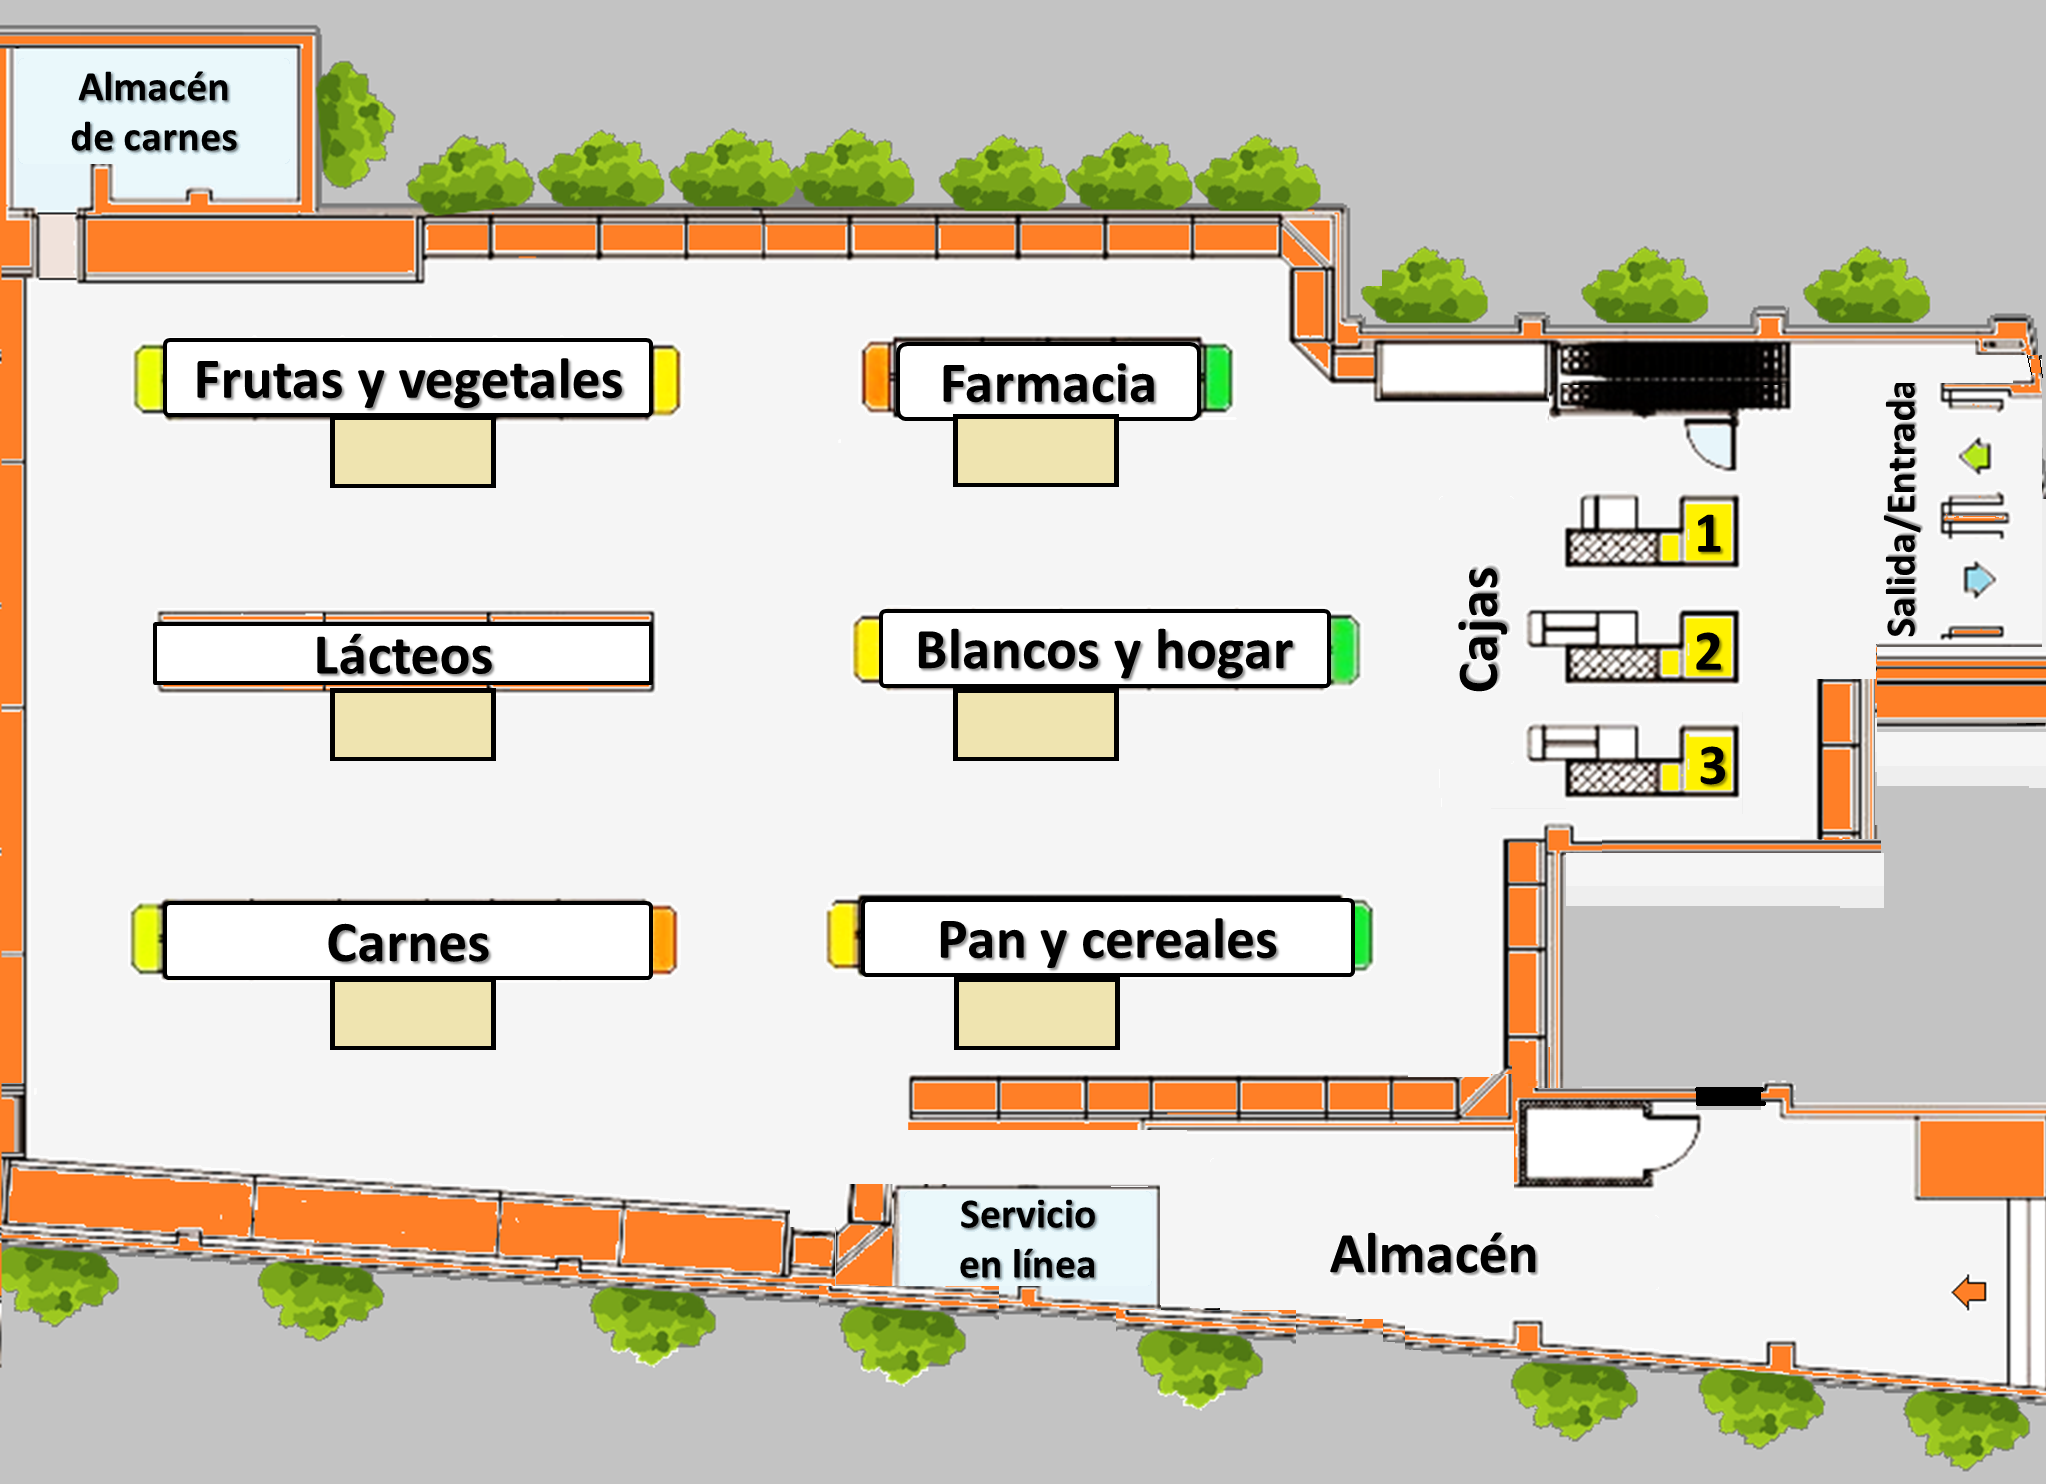 Almacén
de carnes
Frutas y vegetales
Farmacia
Salida/Entrada
1
Lácteos
Blancos y hogar
Cajas
2
3
Carnes
Pan y cereales
Servicio
en línea
Almacén